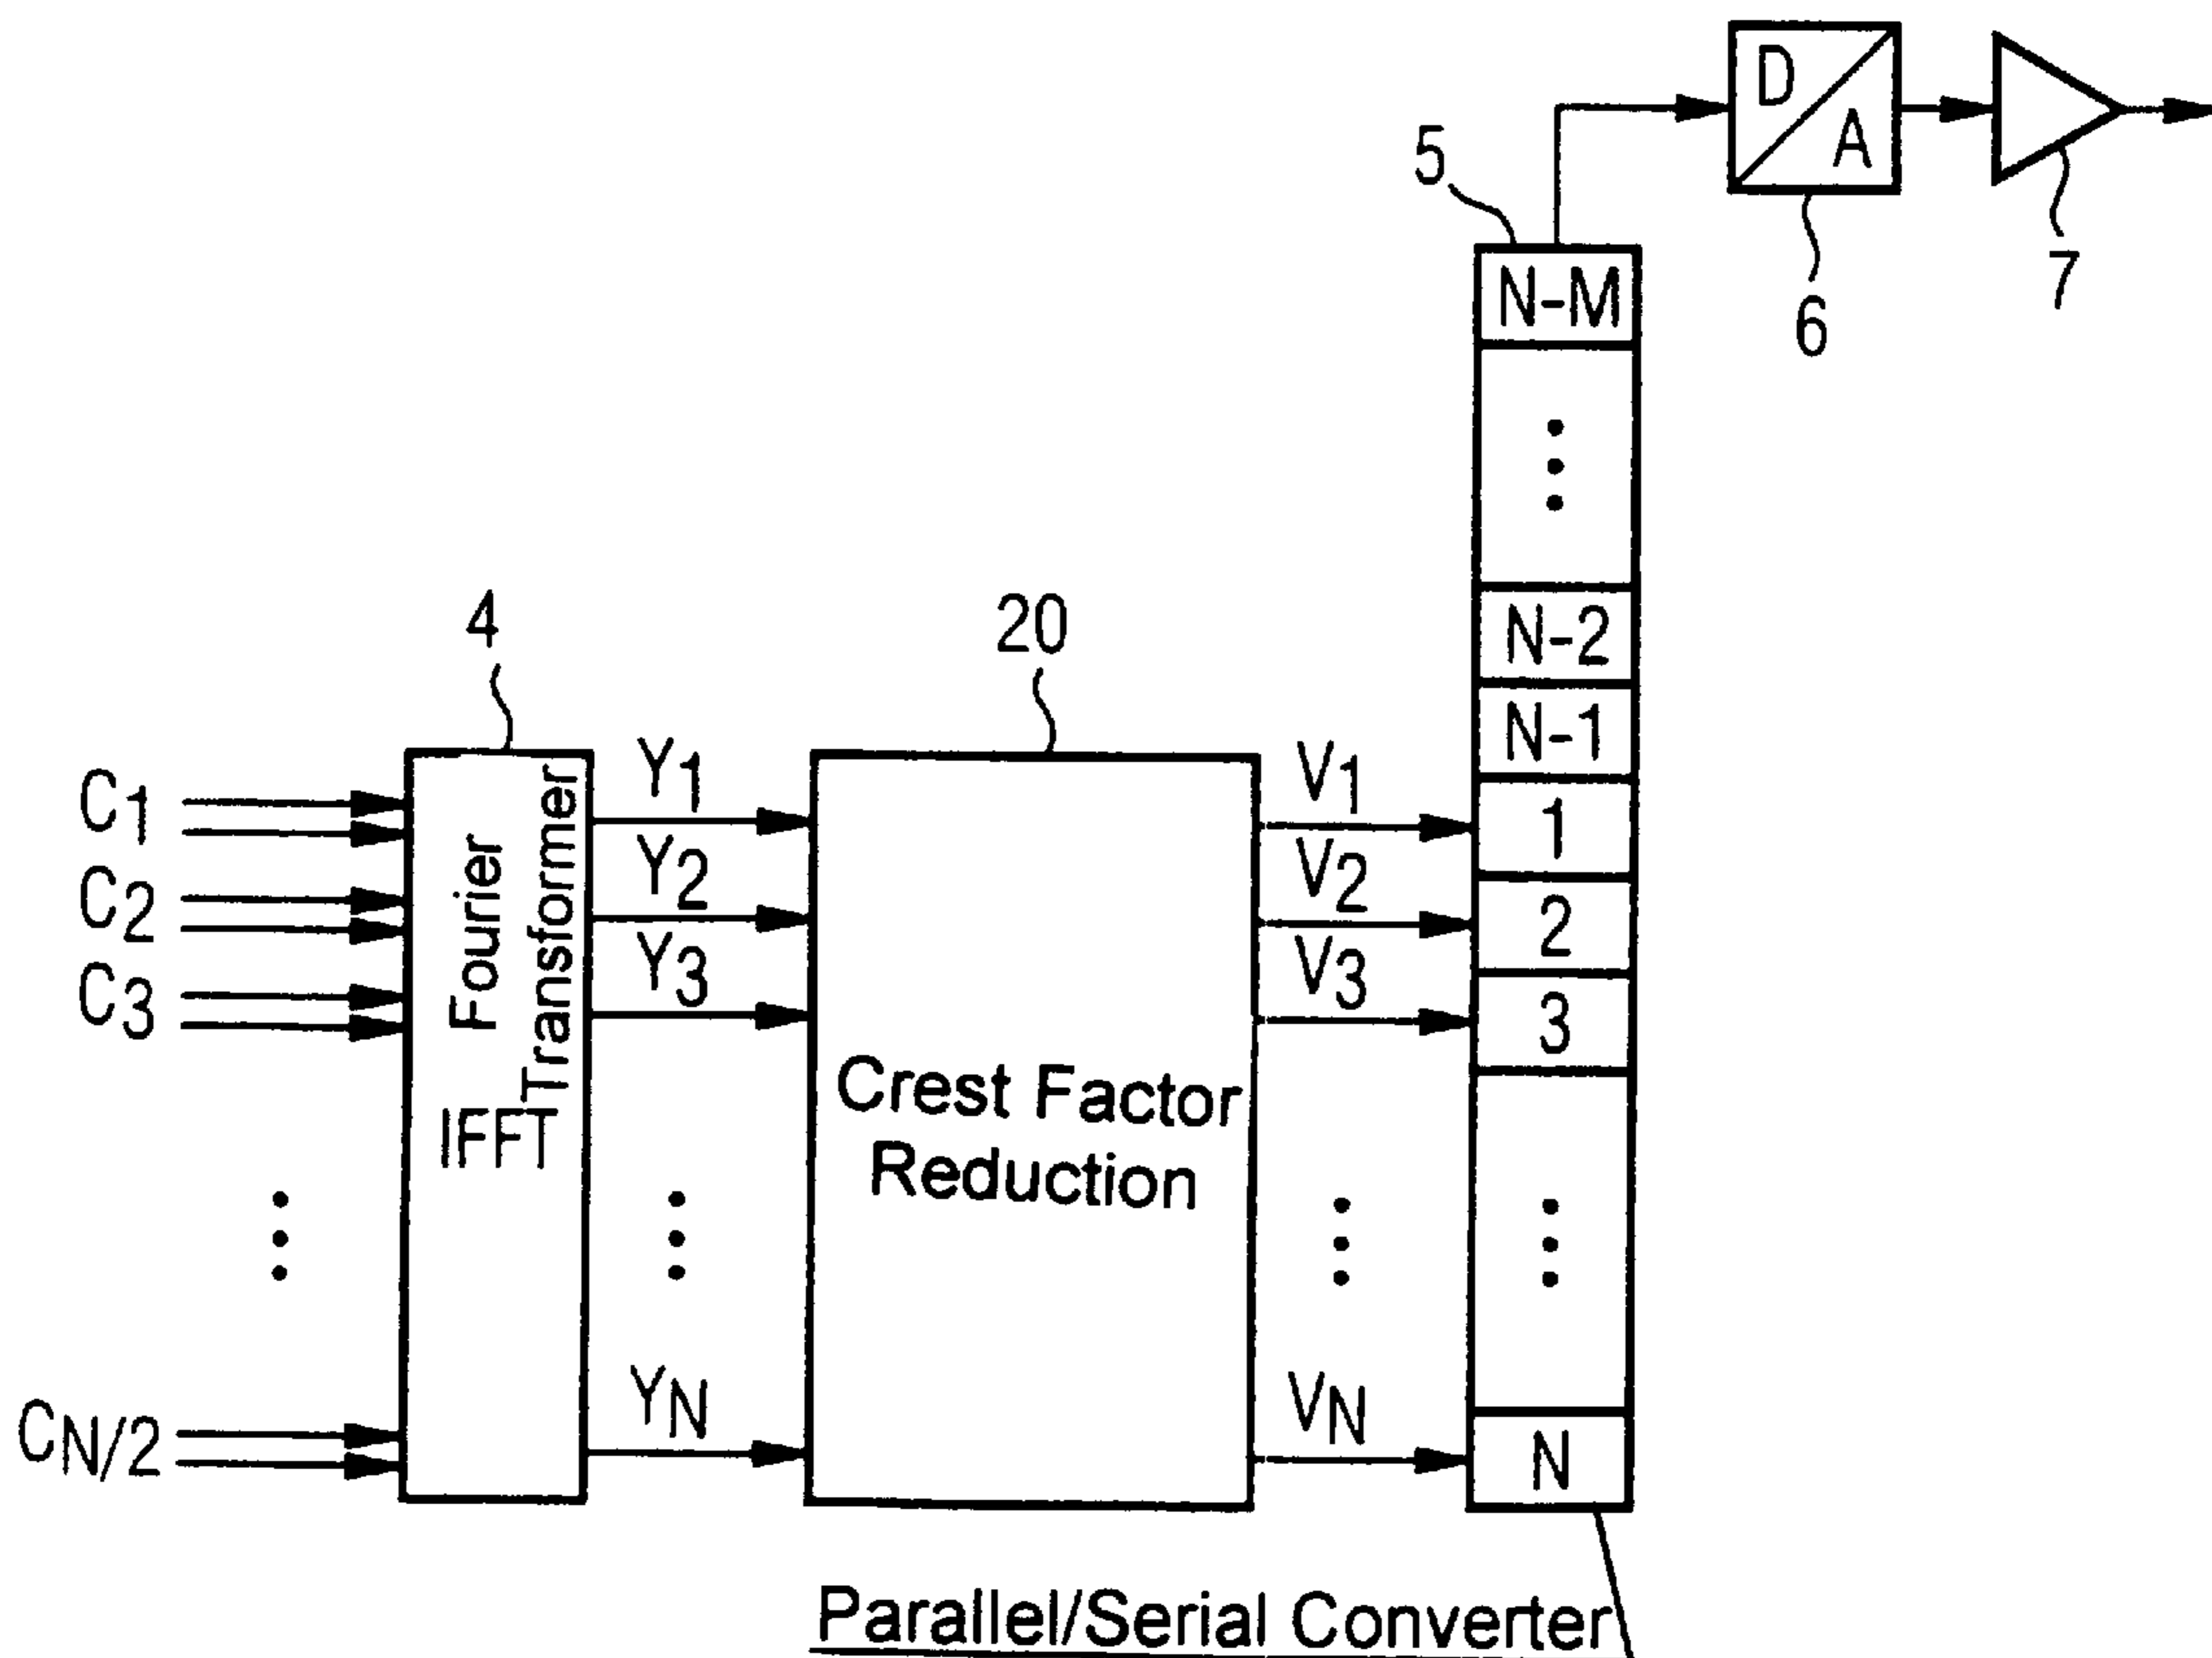 D
A
5
7
6
N-M
N-2
N-1
4
20
C1
C2
C3
CN/2
Fourier
Transformer
IFFT
Y1
Y2
Y3
YN
Crest Factor
Reduction
V1
V2
V3
VN
1
2
3
N
Parallel/Serial Converter